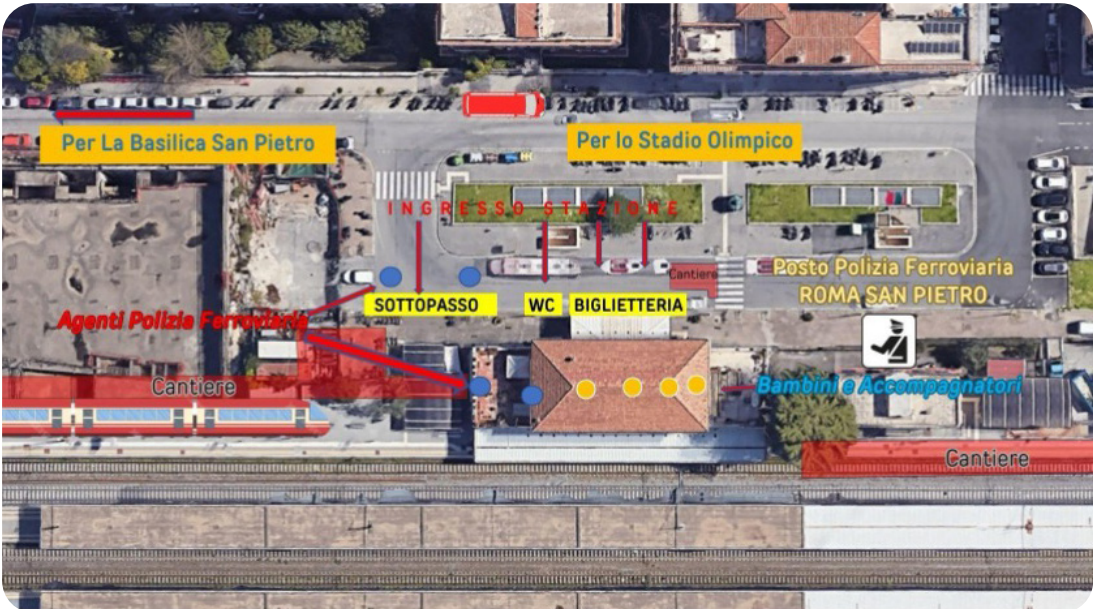 Per La Basilica San Pietro
Per lo Stadio Olimpico
INGRESSO STAZIONE
Cantiere
Posto Polizia Ferroviaria
ROMA SAN PIETRO
SOTTOPASSO
WC
BIGLIETTERIA
Agenti Polizia Ferroviaria
Cantiere
Bambini e Accompagnatori
Cantiere